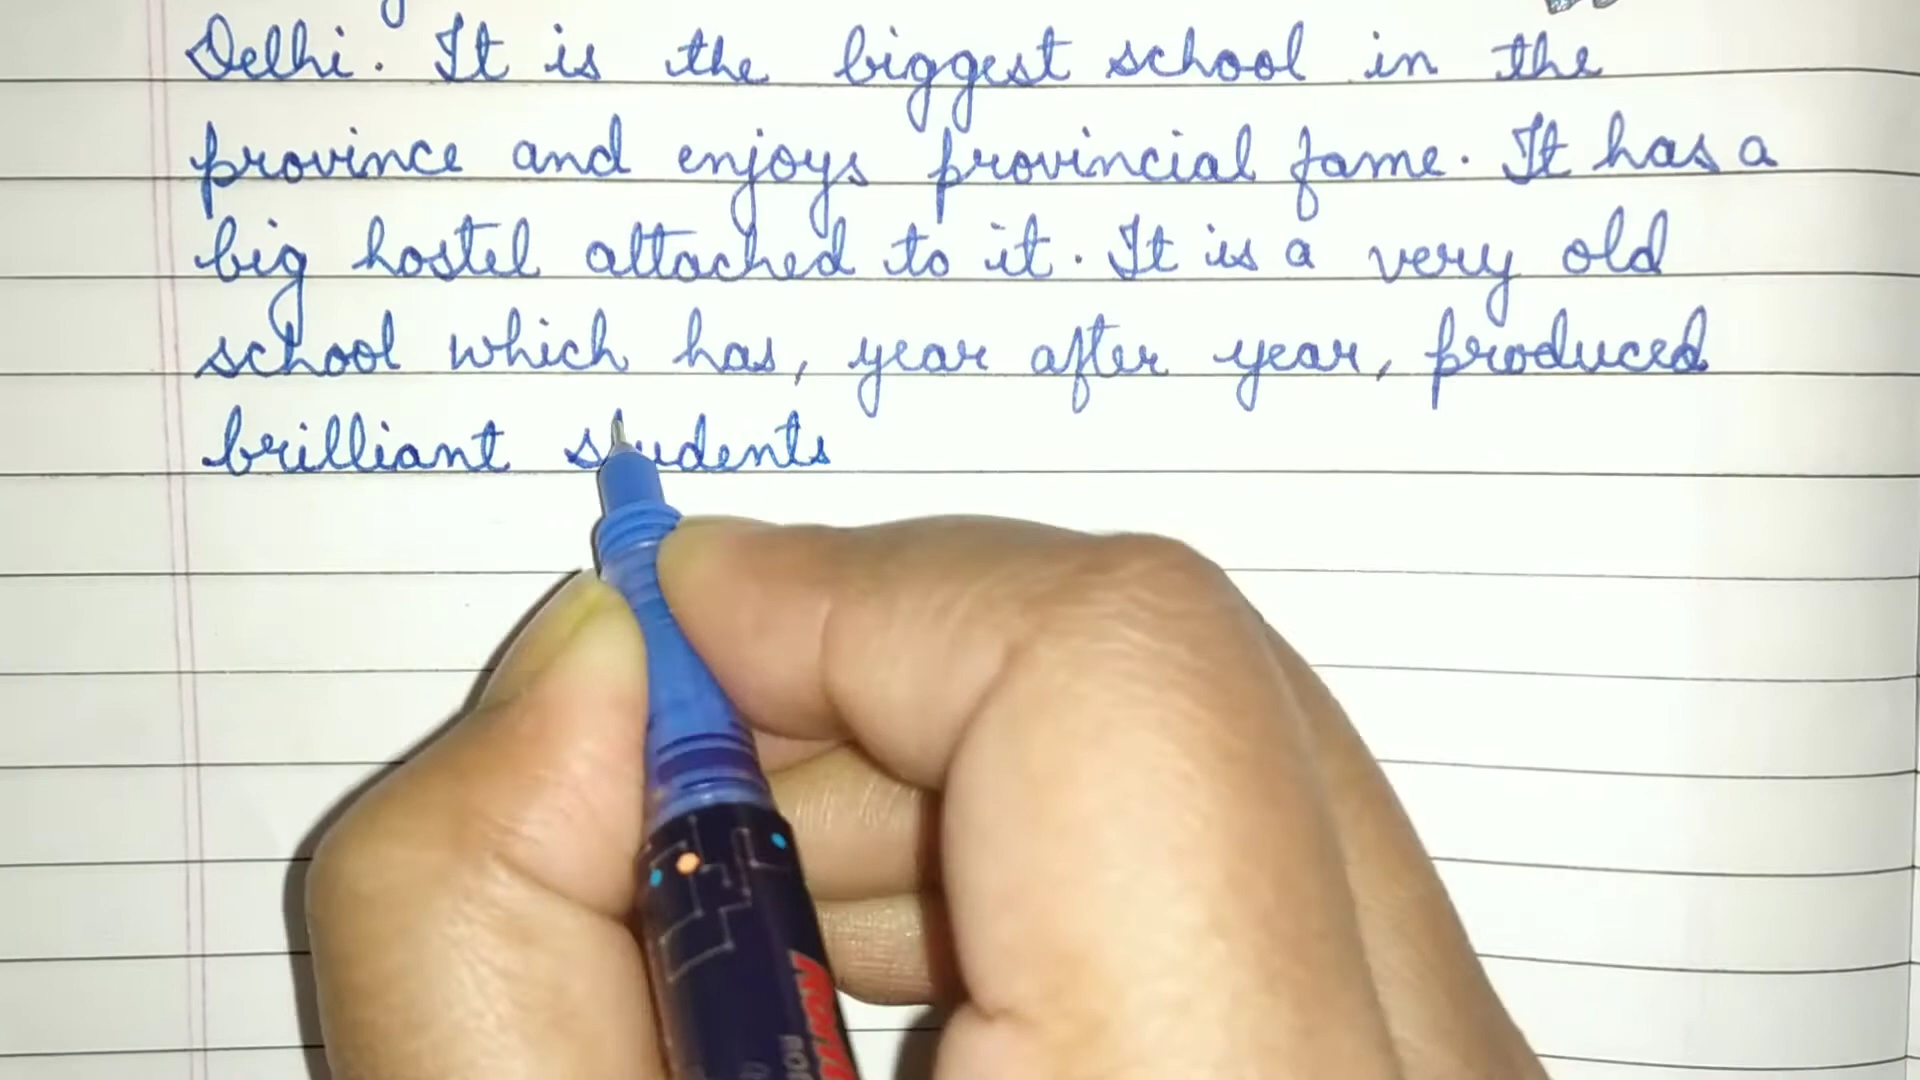 Delhi. It is the biggest school in the
province and enjoys provincial fame. It has a
big hostel attached to it. It is a very old
school which has, year after year, produced
brilliant students